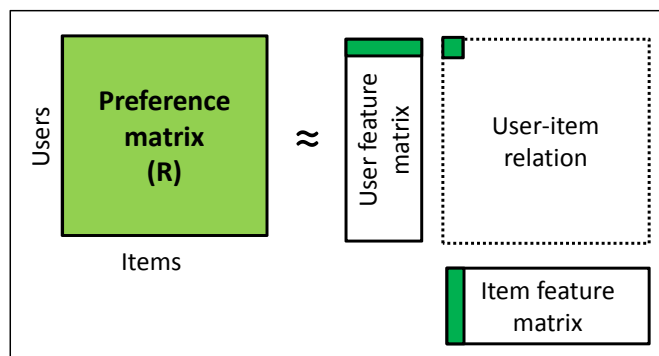 Users
Preference
matrix
(R)
Items
≈
User feature
matrix
User-item
relation
Item feature
matrix